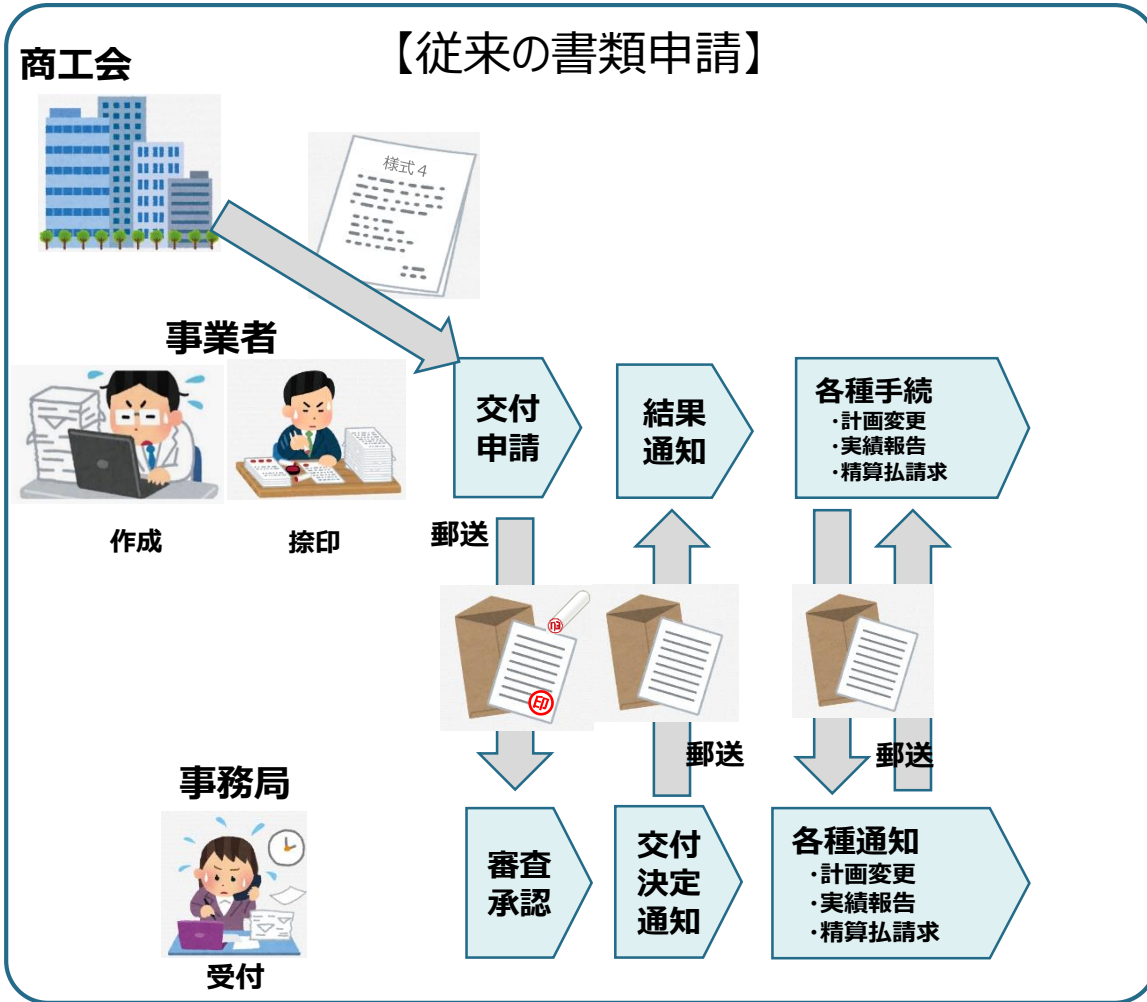 【従来の書類申請】
商工会
様式4
事業者
作成
捺印
交付
申請
結果
通知
各種手続
・計画変更
・実績報告
・精算払請求
郵送
印
印
郵送
郵送
事務局
受付
審査
承認
交付
決定
通知
各種通知
・計画変更
・実績報告
・精算払請求